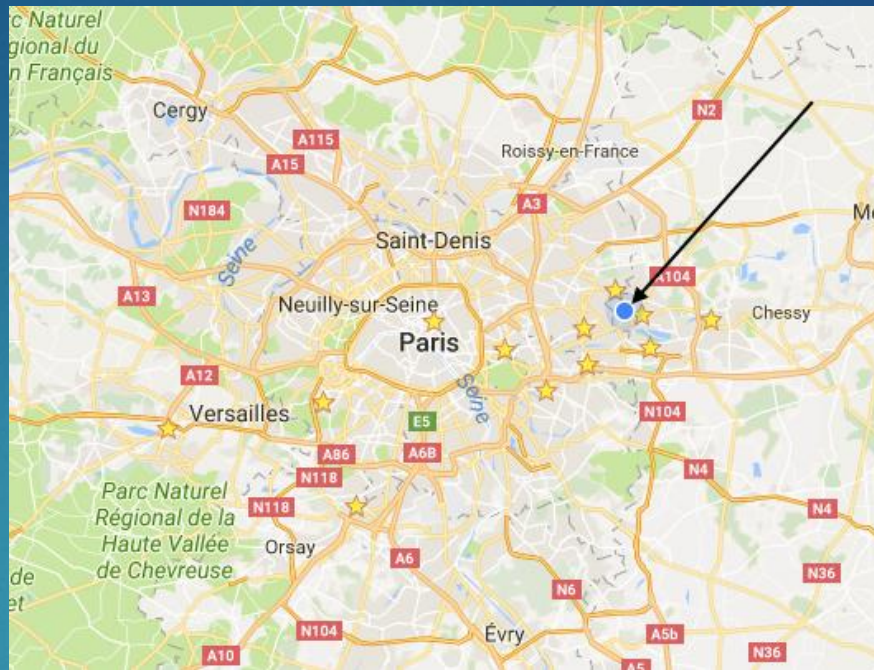 rc Naturel
gional du
n Français
Cergy
A115
A15
Roissy-en-France
N2
A3
N184
Seine
Saint-Denis
A104
A13
Neuilly-sur-Seine
Chessy
Paris
A12
Seine
Versailles
E5
N104
A86
A6B
N118
N4
Parc Naturel
Régional de la
Haute Vallée
de Chevreuse
N118
N4
Orsay
A6
de
et
N6
N36
N104
Évry
A5b
A10
A5
N36